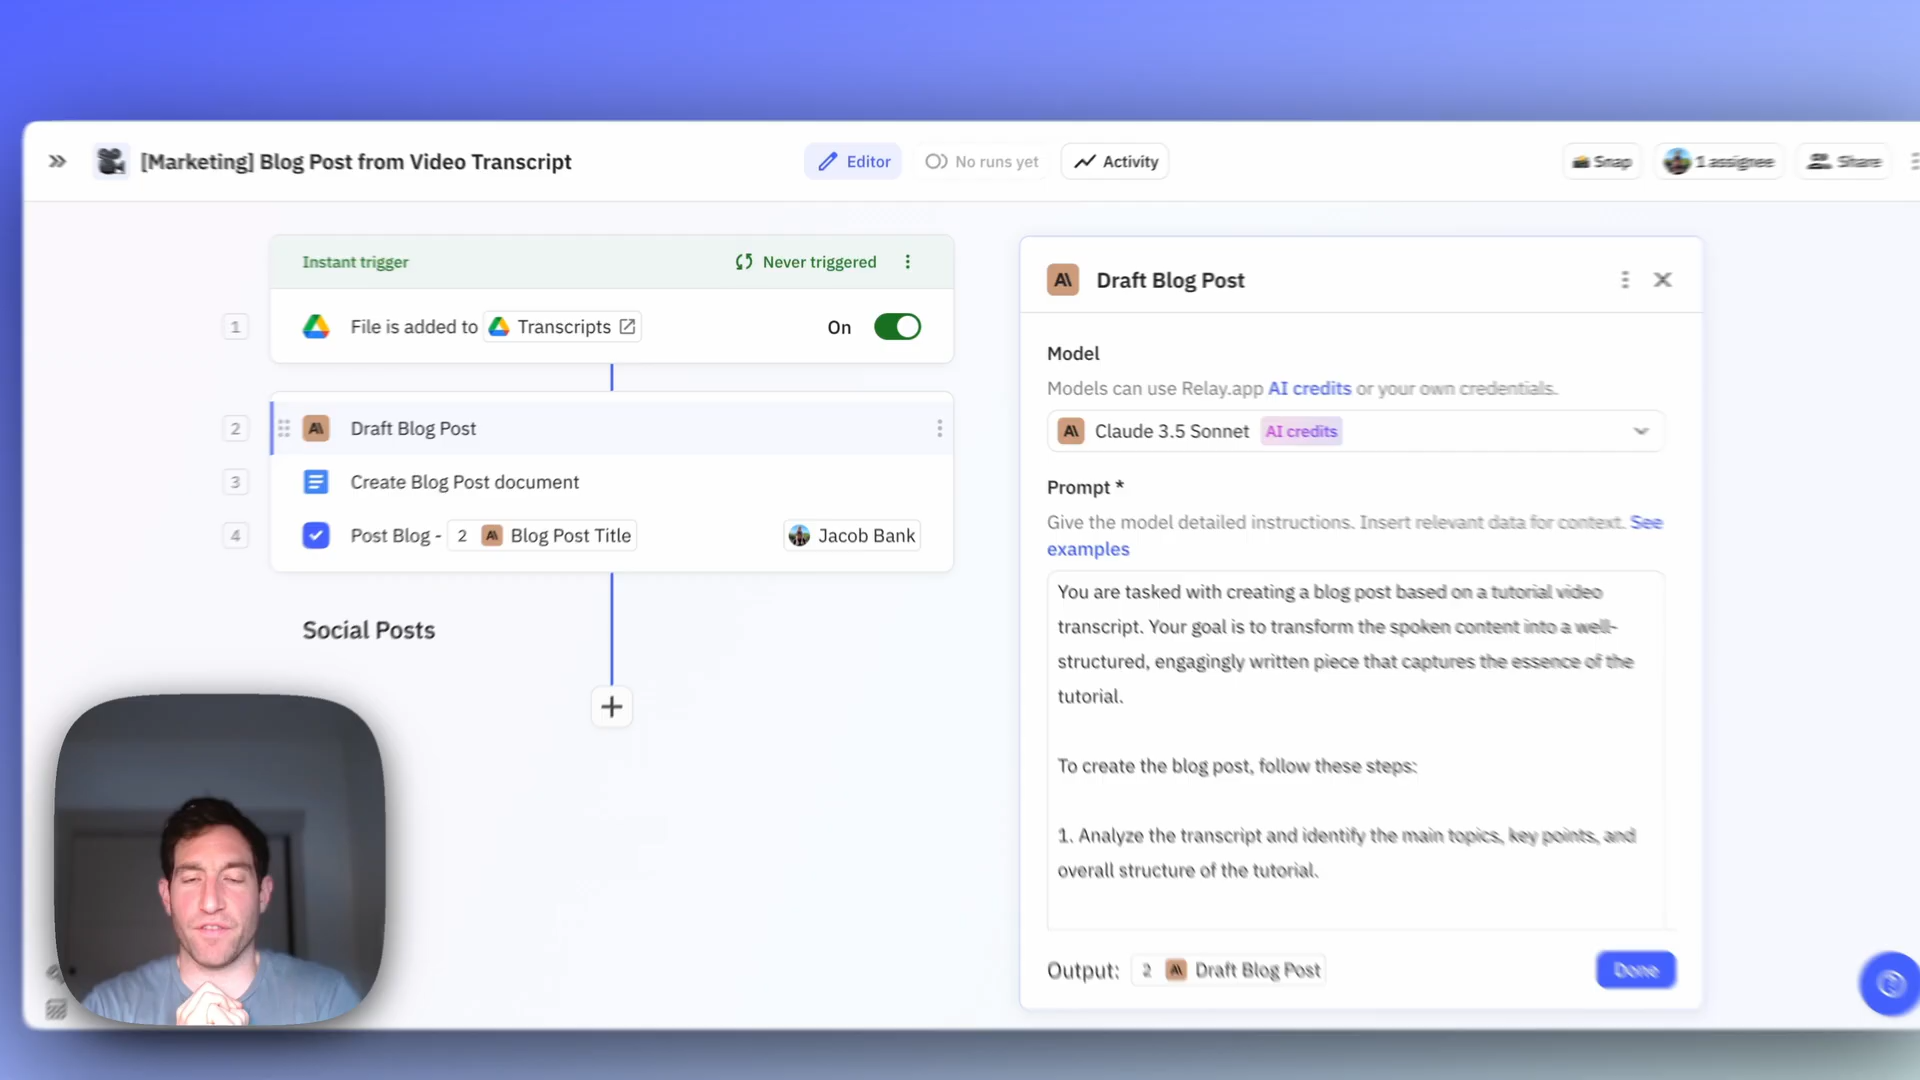 [Marketing] Blog Post from Video Transcript
Editor
No runs yet
Activity
Snap
1 assignee
Share
Instant trigger
Never triggered
1
File is added to Transcripts
On
2
Draft Blog Post
3
Create Blog Post document
4
Post Blog - 2 Blog Post Title
Jacob Bank
Social Posts
Draft Blog Post
Model
Models can use Relay.app AI credits or your own credentials.
Claude 3.5 Sonnet AI credits
Prompt *
Give the model detailed instructions. Insert relevant data for context. See
examples
You are tasked with creating a blog post based on a tutorial video
transcript. Your goal is to transform the spoken content into a well-
structured, engagingly written piece that captures the essence of the
tutorial.
To create the blog post, follow these steps:
1. Analyze the transcript and identify the main topics, key points, and
overall structure of the tutorial.
Output: 2 Draft Blog Post
Done